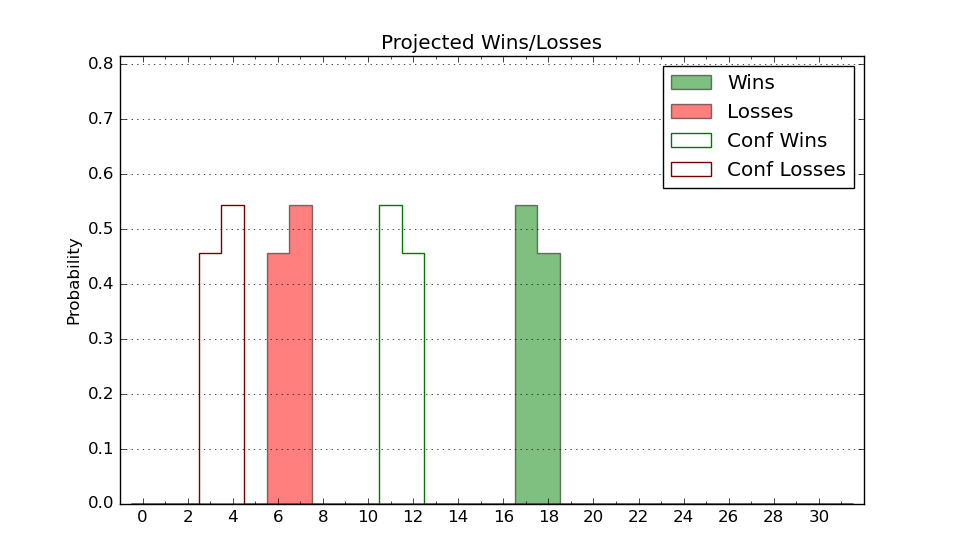 Projected Wins/Losses
0.8
0.7
0.6
0.5
0.4
0.3
0.2
0.1
0.0
Probability
Wins
Losses
Conf Wins
Conf Losses
0 2 4 6 8 10 12 14 16 18 20 22 24 26 28 30